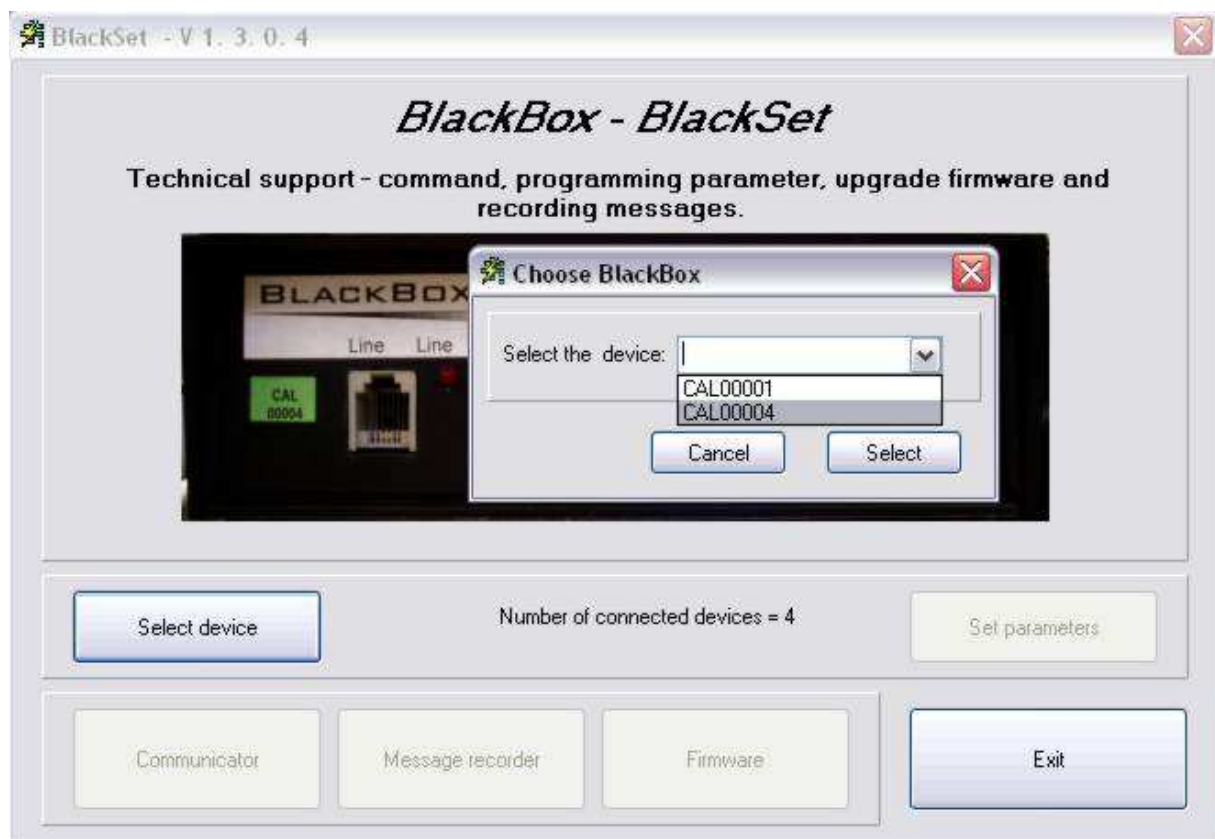 BlackSet - V 1. 3. 0. 4
BlackBox - BlackSet
Technical support - command, programming parameter, upgrade firmware and
recording messages.
BLACKBOX
Line Line
CAL
00004
Choose BlackBox
Select the device:
CAL00001
CAL00004
Cancel Select
Select device
Number of connected devices = 4
Set parameters
Communicator
Message recorder
Firmware
Exit